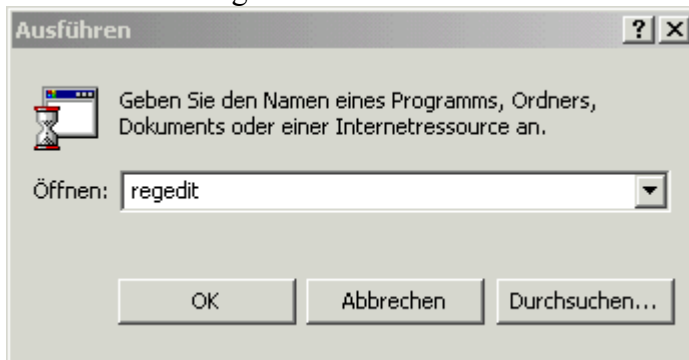 Ausführen
Geben Sie den Namen eines Programms, Ordners,
Dokuments oder einer Internetressource an.
Öffnen: regedit
OK Abbrechen Durchsuchen...